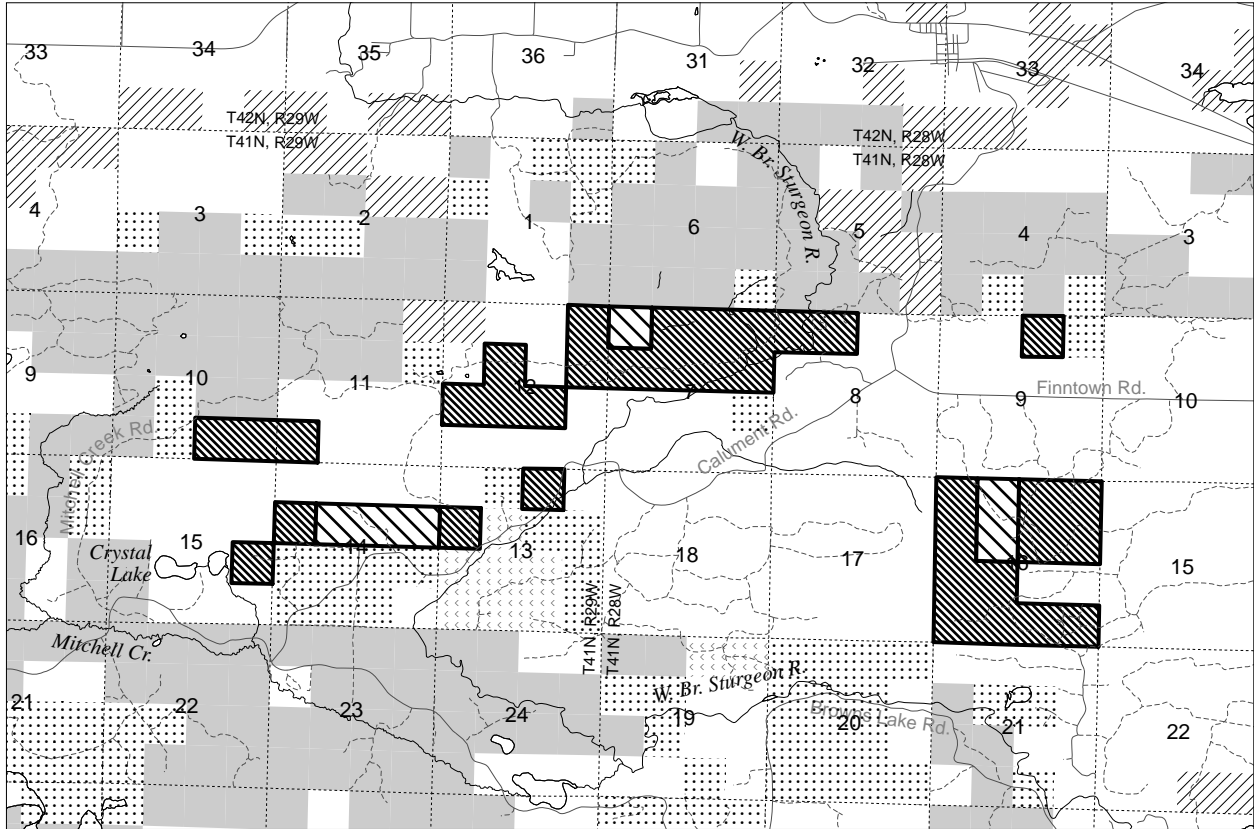 33
34
35
36
31
32
33
34
T42N, R29W
T41N, R29W
T42N, R28W
T41N, R28W
W. Br. Sturgeon R.
4
3
2
1
6
5
4
3
9
10
11
12
7
8
9
10
Finntown Rd.
Calument Rd.
Mitchell Creek Rd.
16
15
14
13
18
17
16
15
Crystal
Lake
T41N, R29W
T41N, R28W
Mitchell Cr.
W. Br. Sturgeon R.
21
22
23
24
19
20
21
22
Browns Lake Rd.